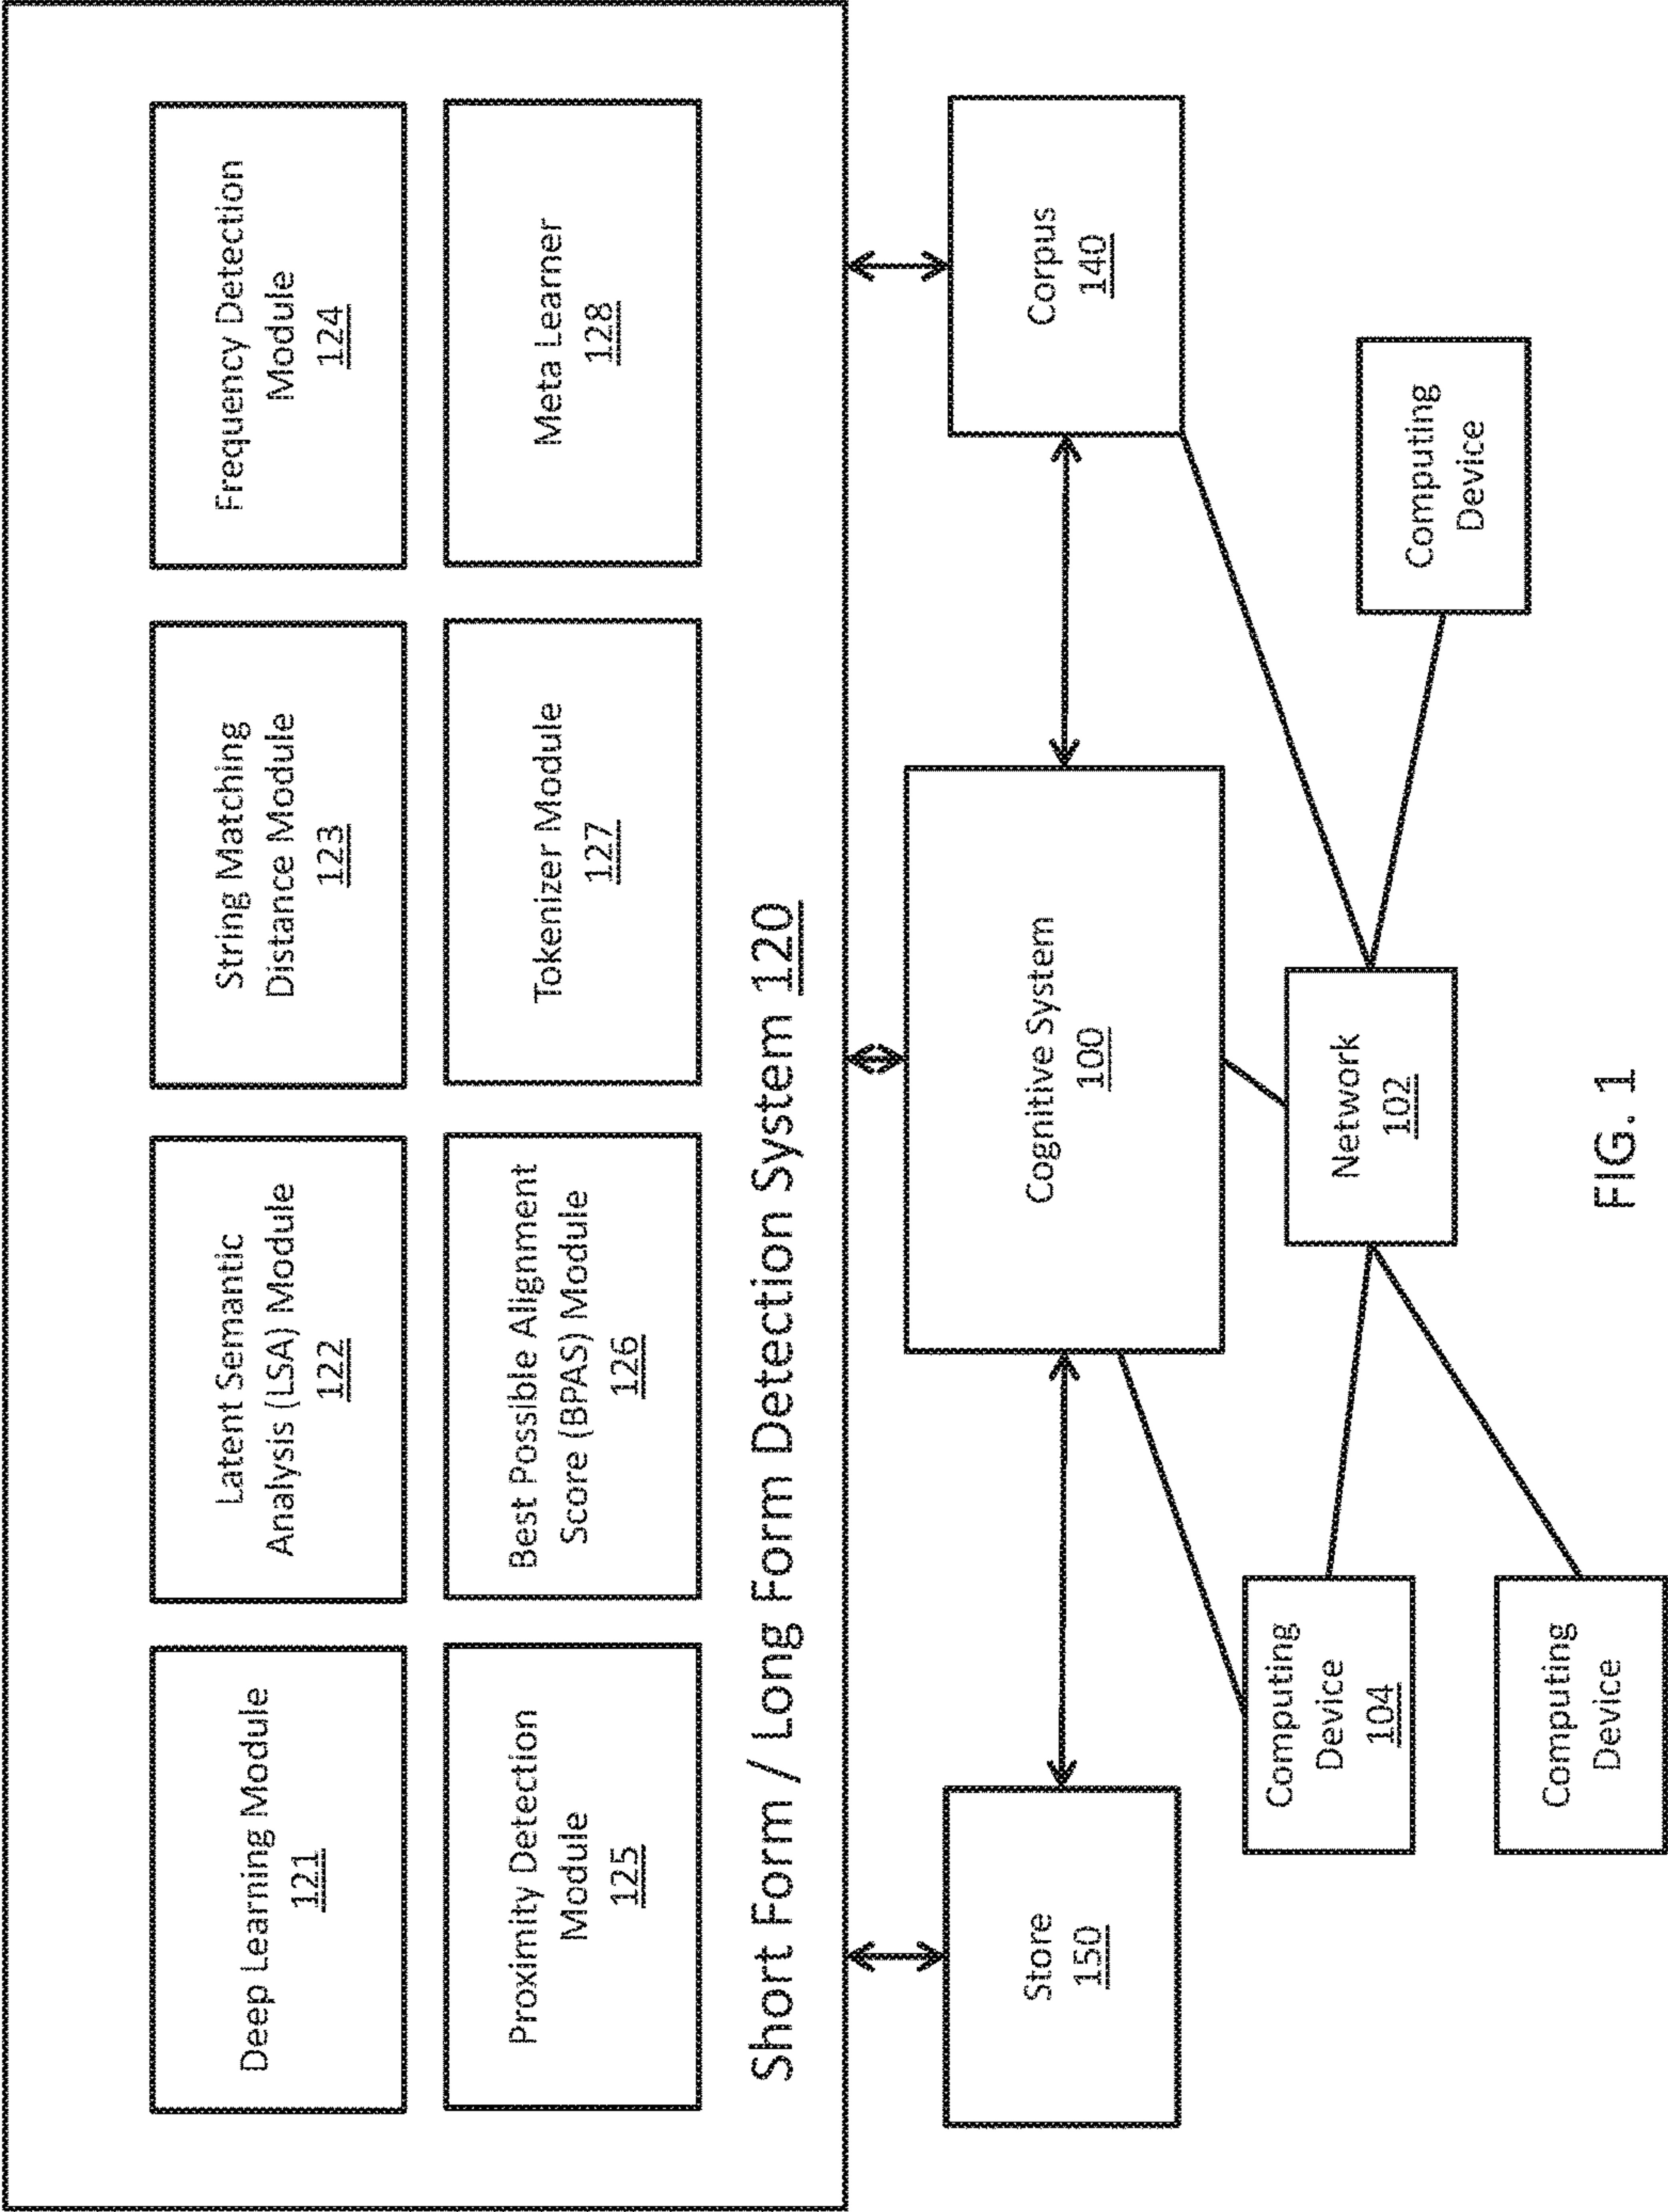 Deep Learning Module
121
Latent Semantic
Analysis (LSA) Module
122
String Matching
Distance Module
123
Frequency Detection
Module
124
Proximity Detection
Module
125
Best Possible Alignment
Score (BPAS) Module
126
Tokenizer Module
127
Meta Learner
128
Short Form / Long Form Detection System 120
Store
150
Cognitive System
100
Corpus
140
Computing
Device
104
Network
102
Computing
Device
Computing
Device
FIG. 1